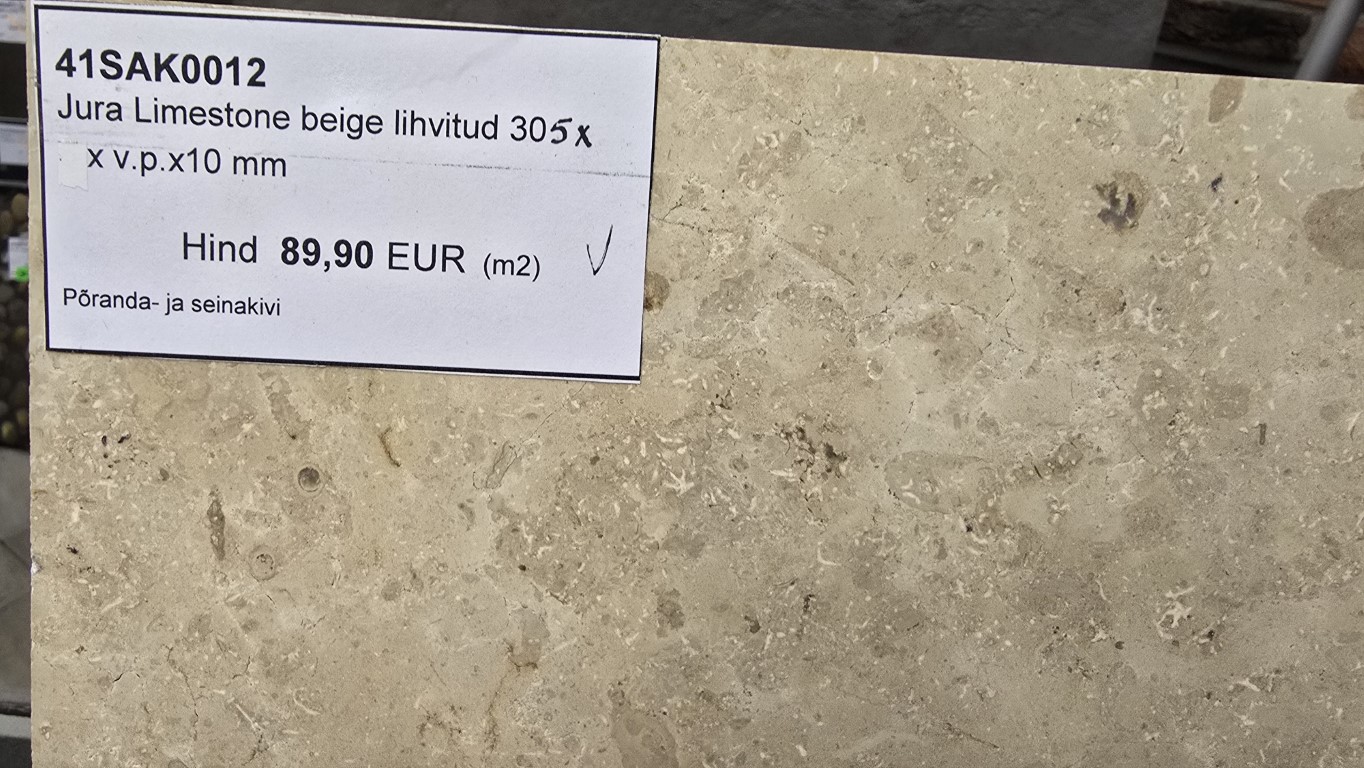 41SAK0012
Jura Limestone beige lihvitud 305x
x v.p.x10 mm
Hind 89,90 EUR (m2)
Põranda- ja seinakivi